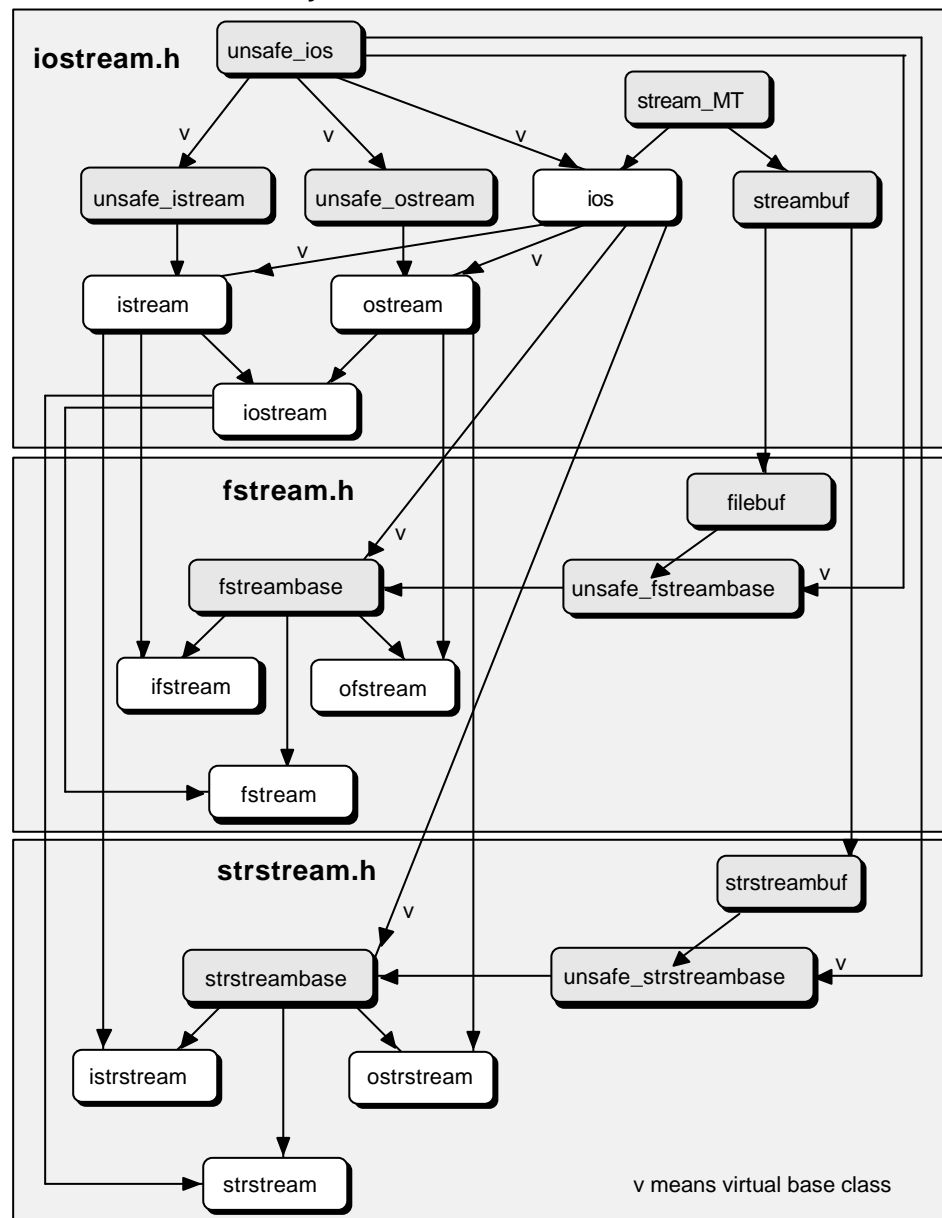 unsafe_ios
iostream.h
stream_MT
v
v
v
unsafe_istream
unsafe_ostream
ios
streambuf
v
v
istream
ostream
iostream
fstream.h
filebuf
v
fstreambase
unsafe_fstreambase
v
ifstream
ofstream
fstream
strstream.h
strstreambuf
v
strstreambase
unsafe_strstreambase
v
istrstream
ostrstream
strstream
v means virtual base class